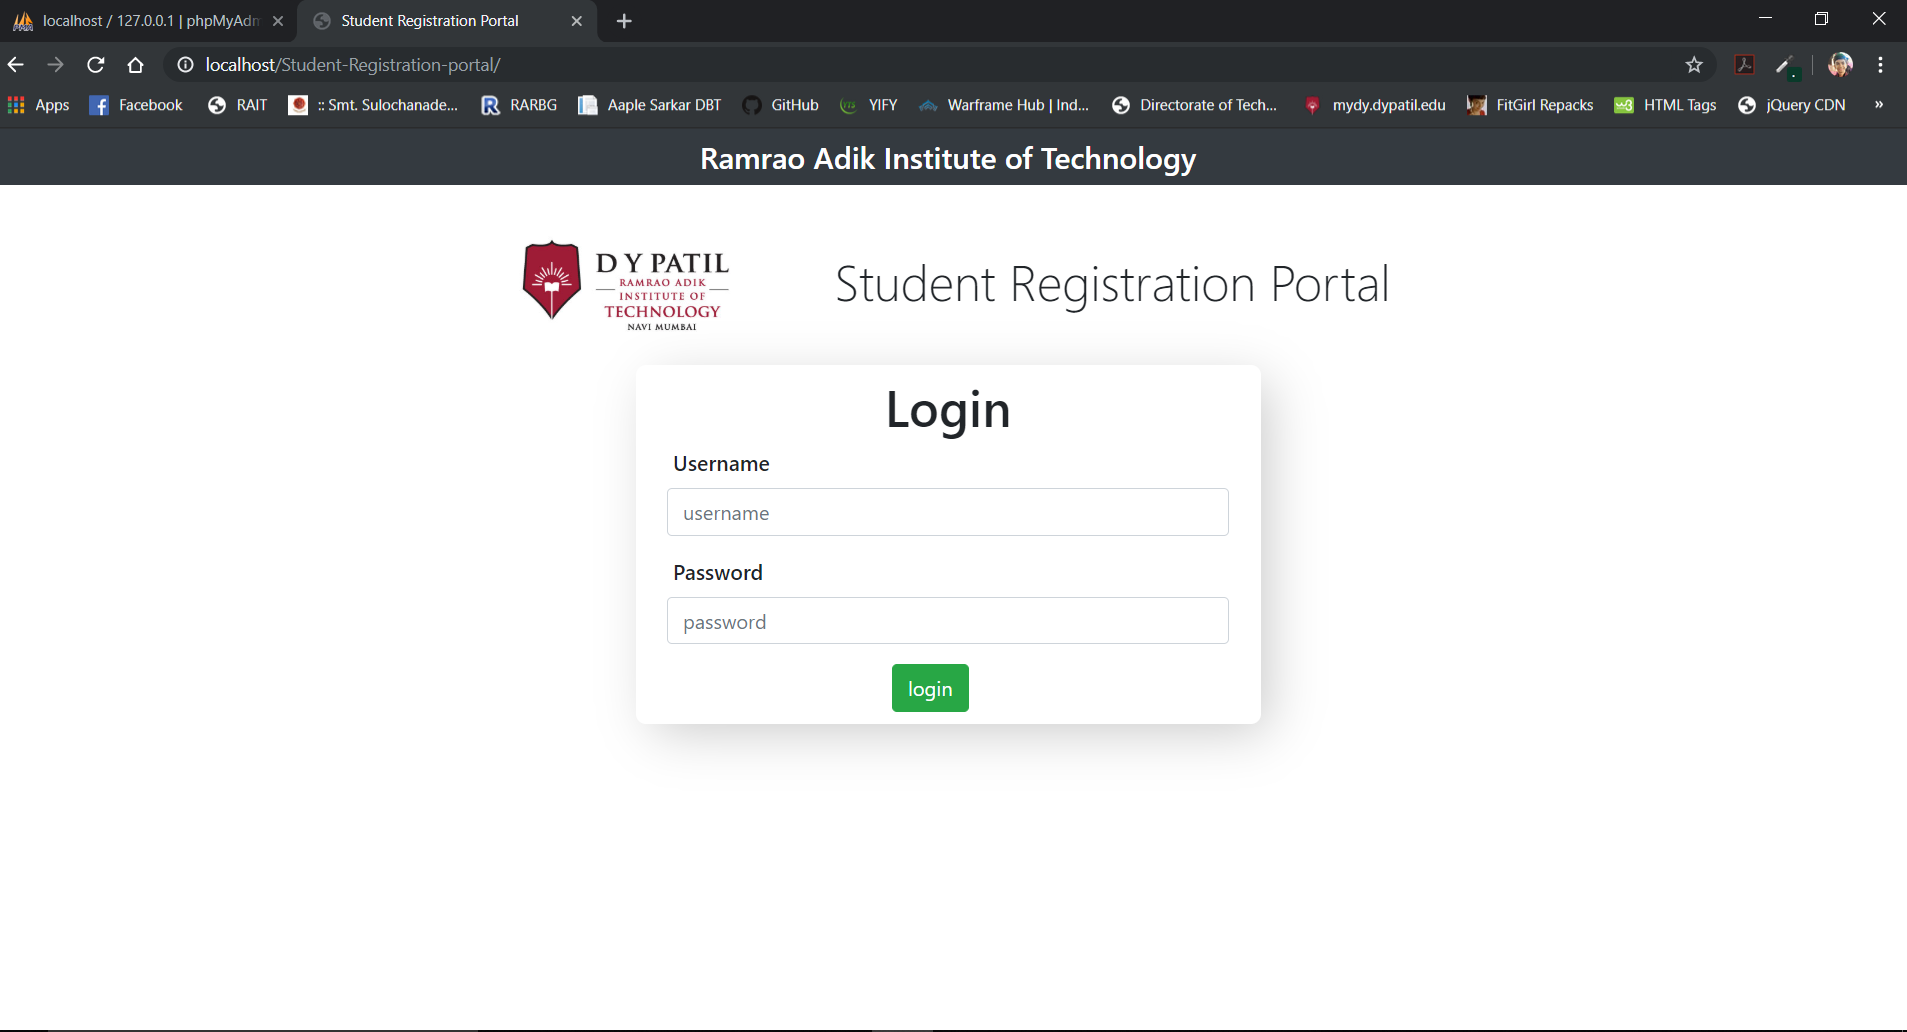 localhost / 127.0.0.1 | phpMyAdm
Student Registration Portal
localhost/Student-Registration-portal/
Apps
Facebook
RAIT
:: Smt. Sulochanade...
RARBG
Aaple Sarkar DBT
GitHub
YIFY
Warframe Hub | Ind...
Directorate of Tech...
mydy.dypatil.edu
FitGirl Repacks
HTML Tags
jQuery CDN
»
Ramrao Adik Institute of Technology
D Y PATIL
RAMRAO ADIK
INSTITUTE OF
TECHNOLOGY
NAVI MUMBAI
Student Registration Portal
Login
Username
username
Password
password
login